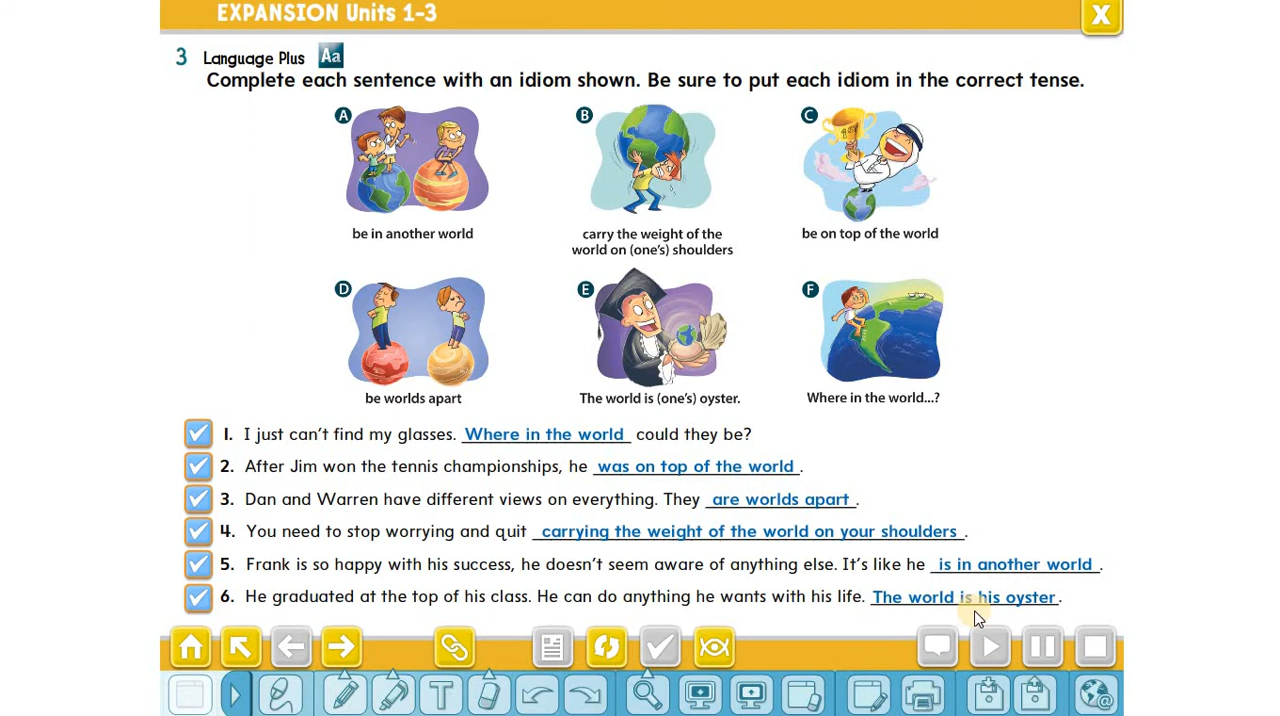 EXPANSION Units 1-3
X
3 Language Plus Aa
Complete each sentence with an idiom shown. Be sure to put each idiom in the correct tense.
A
B
C
be in another world
carry the weight of the
world on (one's) shoulders
be on top of the world
D
E
F
be worlds apart
The world is (one's) oyster.
Where in the world...?
1. I just can't find my glasses. Where in the world could they be?
2. After Jim won the tennis championships, he was on top of the world.
3. Dan and Warren have different views on everything. They are worlds apart.
4. You need to stop worrying and quit carrying the weight of the world on your shoulders.
5. Frank is so happy with his success, he doesn't seem aware of anything else. It's like he is in another world.
6. He graduated at the top of his class. He can do anything he wants with his life. The world is his oyster.
T
@